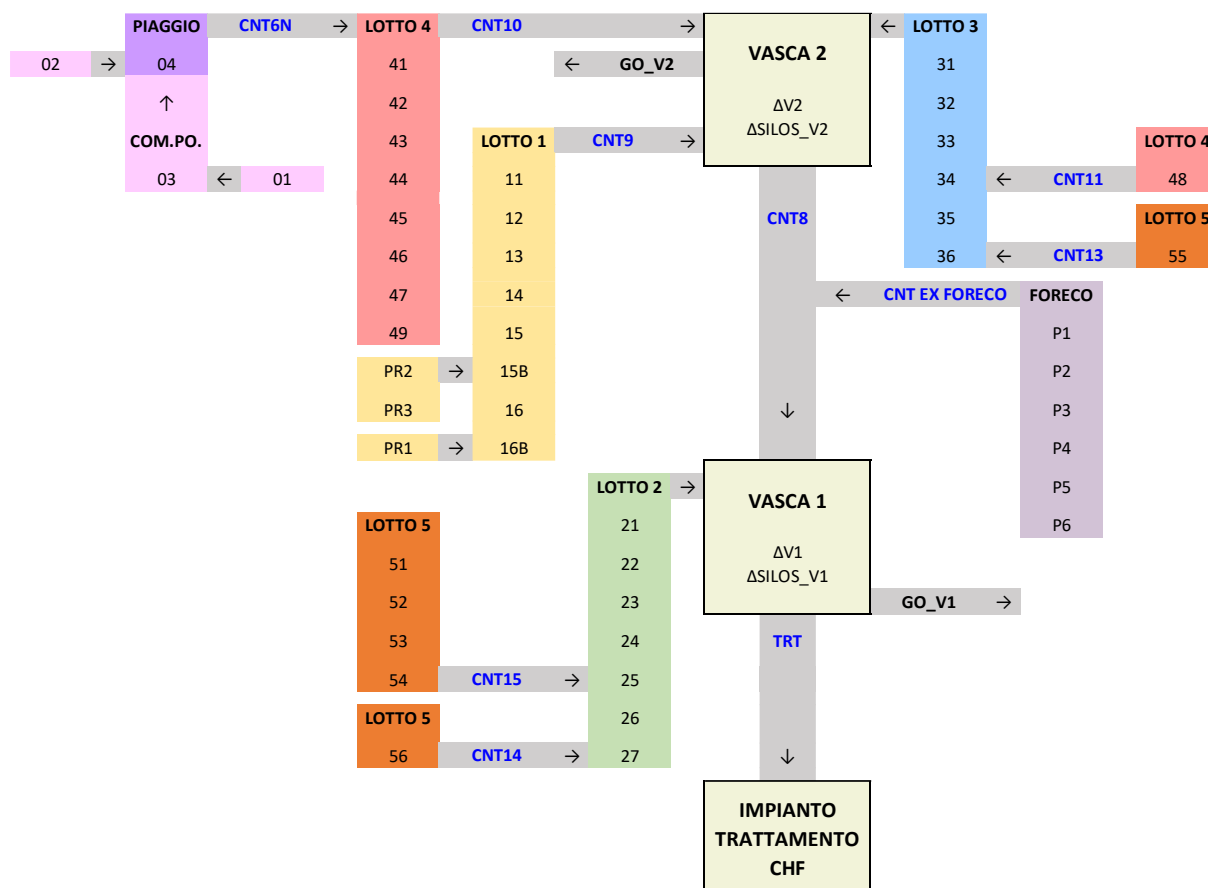 PIAGGIO CNT6N → LOTTO 4 CNT10 → VASCA 2 ← LOTTO 3
02 → 04 41 ← GO_V2 31
↑ 42 ΔV2 32
COM.PO. 43 LOTTO 1 CNT9 → ΔSILOS_V2 33 LOTTO 4
03 ← 01 44 11 34 ← CNT11 48
45 12 CNT8 35 LOTTO 5
46 13 36 ← CNT13 55
47 14 ← CNT EX FORECO FORECO
49 15 P1
PR2 → 15B P2
PR3 16 ↓ P3
PR1 → 16B P4
LOTTO 2 → VASCA 1 P5
LOTTO 5 21 P6
51 22 ΔV1
ΔSILOS_V1
52 23 GO_V1 →
53 24 TRT
54 CNT15 → 25
LOTTO 5 26
56 CNT14 → 27 ↓
IMPIANTO
TRATTAMENTO
CHF